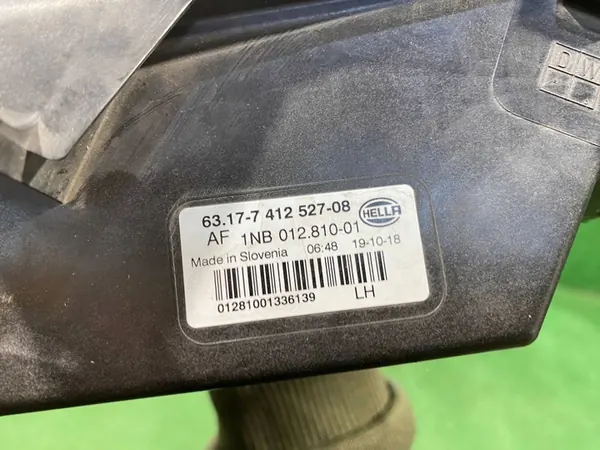 63.17-7 412 527-08
HELLA
AF 1NB 012.810-01
Made in Slovenia 06:48 19-10-18
01281001336139 LH